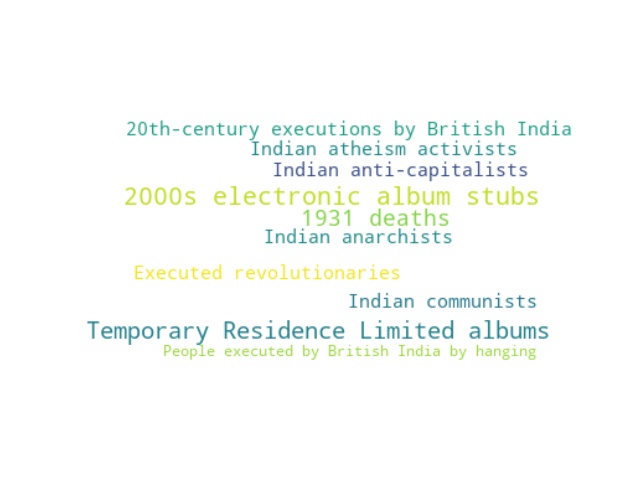 20th-century executions by British India
Indian atheism activists
Indian anti-capitalists
2000s electronic album stubs
1931 deaths
Indian anarchists
Executed revolutionaries
Indian communists
Temporary Residence Limited albums
People executed by British India by hanging